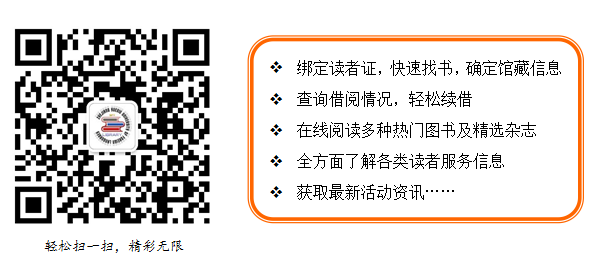 绑定读者证，快速找书，确定馆藏信息
查询借阅情况，轻松续借
在线阅读多种热门图书及精选杂志
全方面了解各类读者服务信息
获取最新活动资讯……
轻松扫一扫，精彩无限